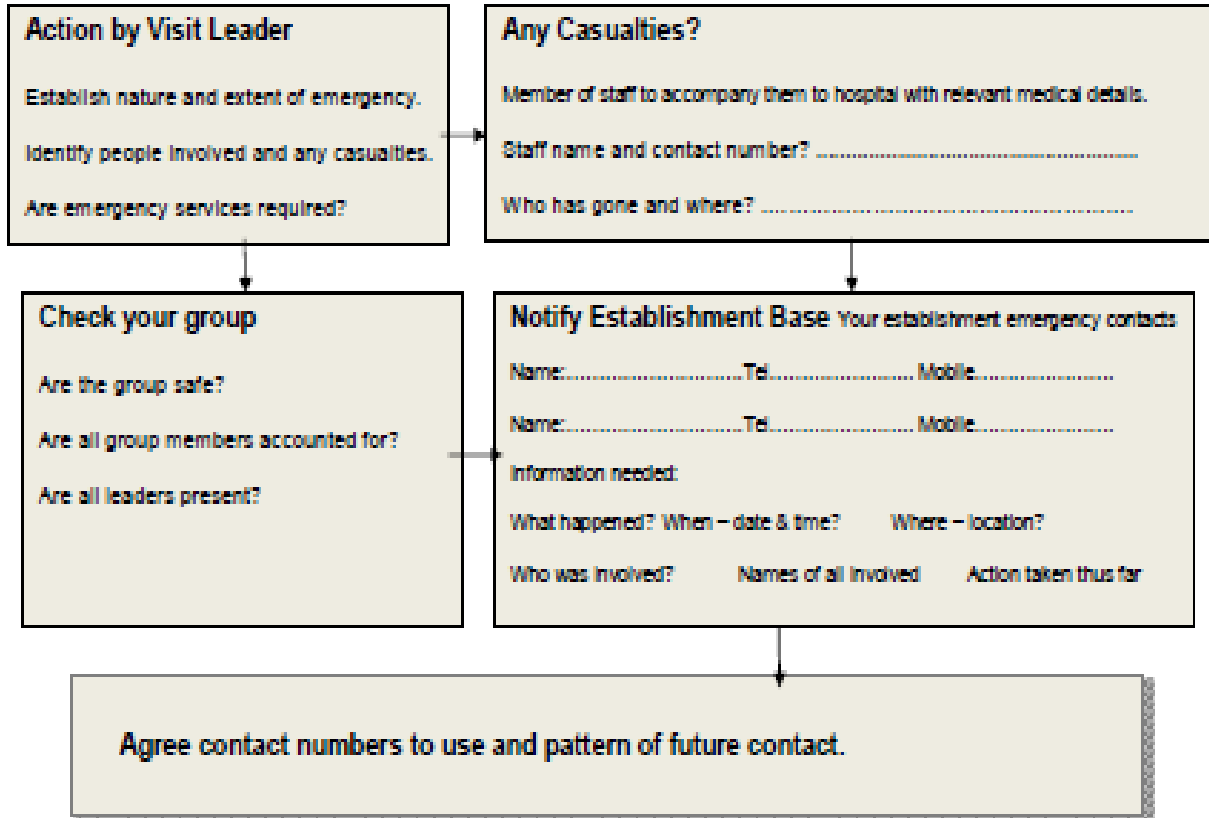 Action by Visit Leader
Establish nature and extent of emergency.
Identify people involved and any casualties.
Are emergency services required?
Any Casualties?
Member of staff to accompany them to hospital with relevant medical details.
Staff name and contact number? ................................................................
Who has gone and where? ..........................................................................
Check your group
Are the group safe?
Are all group members accounted for?
Are all leaders present?
Notify Establishment Base Your establishment emergency contacts
Name:...................................Tel............................. Mobile...........................
Name:...................................Tel............................. Mobile...........................
Information needed:
What happened? When – date & time? Where – location?
Who was involved? Names of all involved Action taken thus far
Agree contact numbers to use and pattern of future contact.